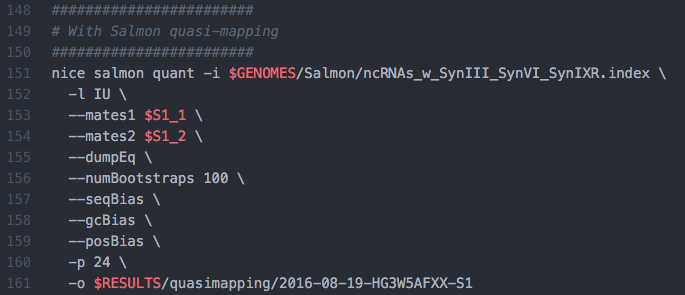 148 ########################
149 # With Salmon quasi-mapping
150 ########################
151 nice salmon quant -i $GENOMES/Salmon/ncRNAs_w_SynIII_SynVI_SynIXR.index \
152 -l IU \
153 --mates1 $S1_1 \
154 --mates2 $S1_2 \
155 --dumpEq \
156 --numBootstraps 100 \
157 --seqBias \
158 --gcBias \
159 --posBias \
160 -p 24 \
161 -o $RESULTS/quasimapping/2016-08-19-HG3W5AFXX-S1